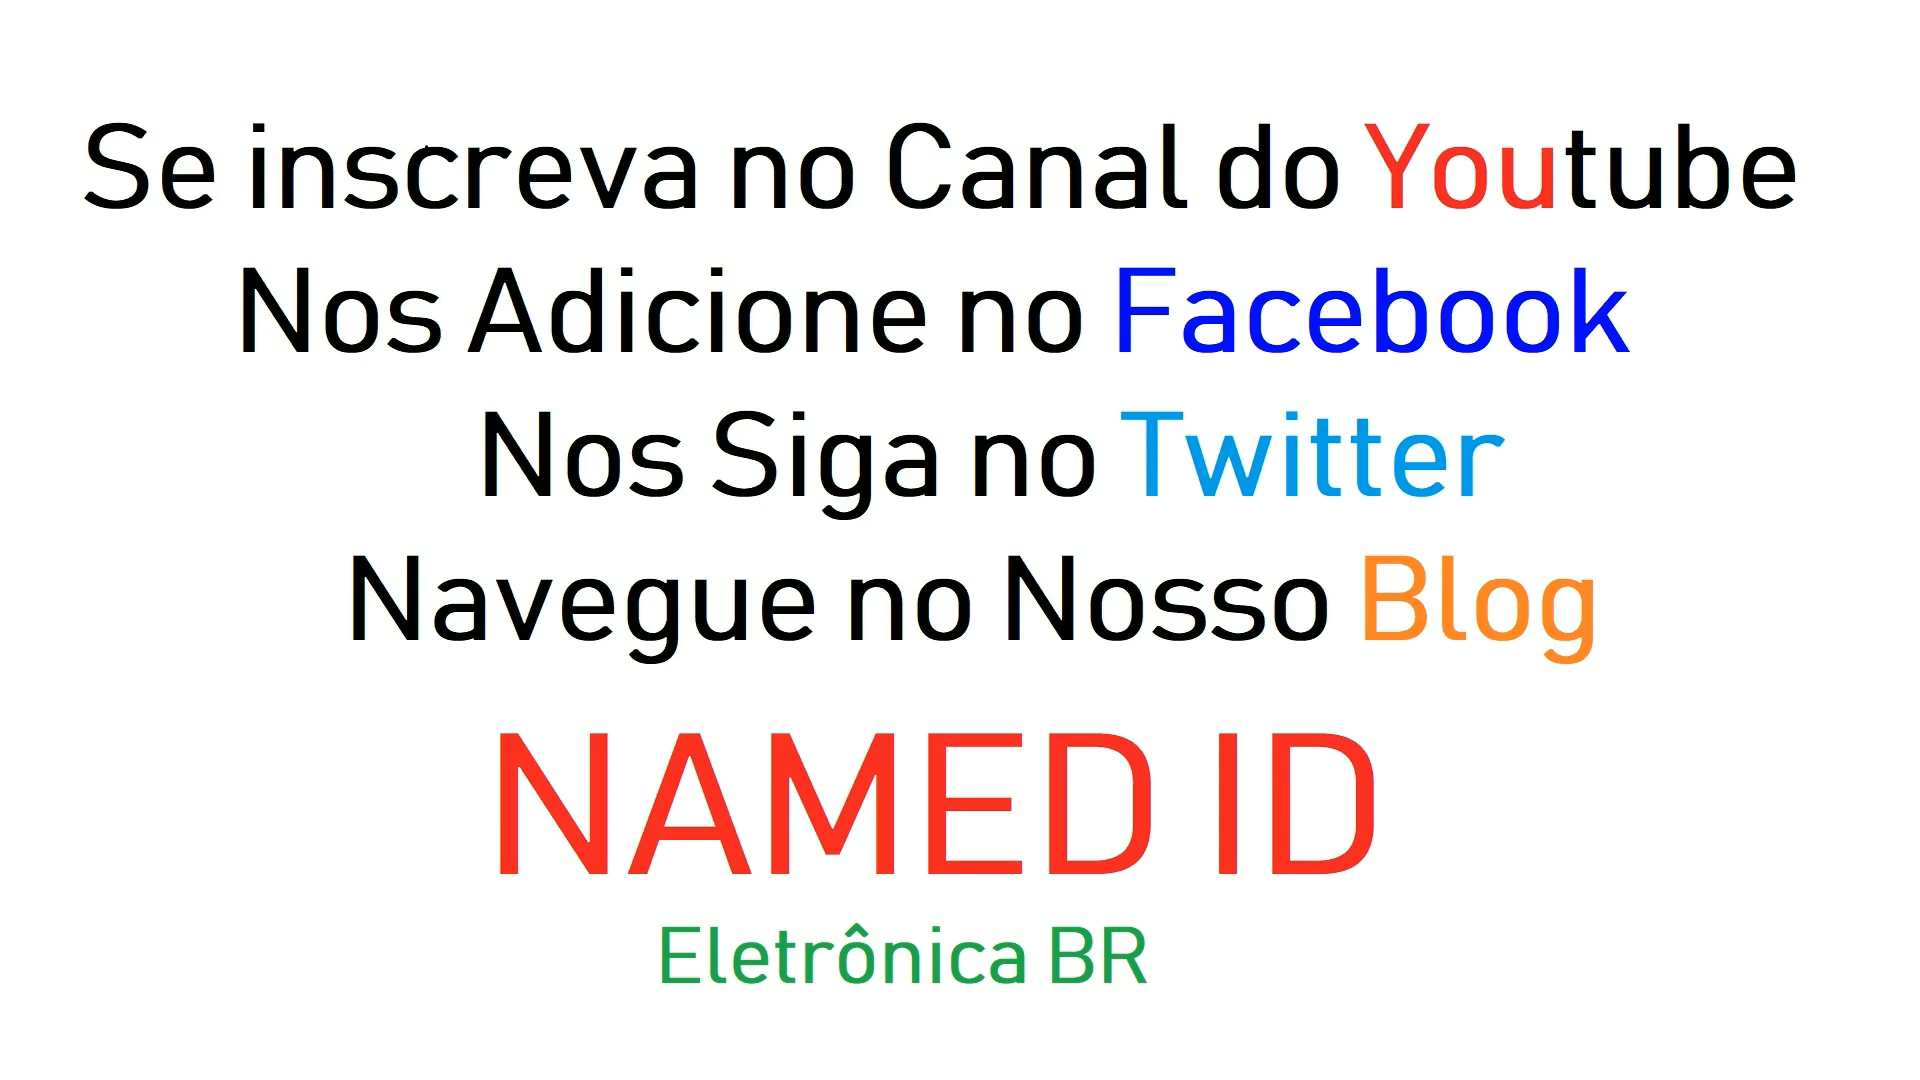 Se inscreva no Canal do Youtube
Nos Adicione no Facebook
Nos Siga no Twitter
Navegue no Nosso Blog
NAMED ID
Eletrônica BR